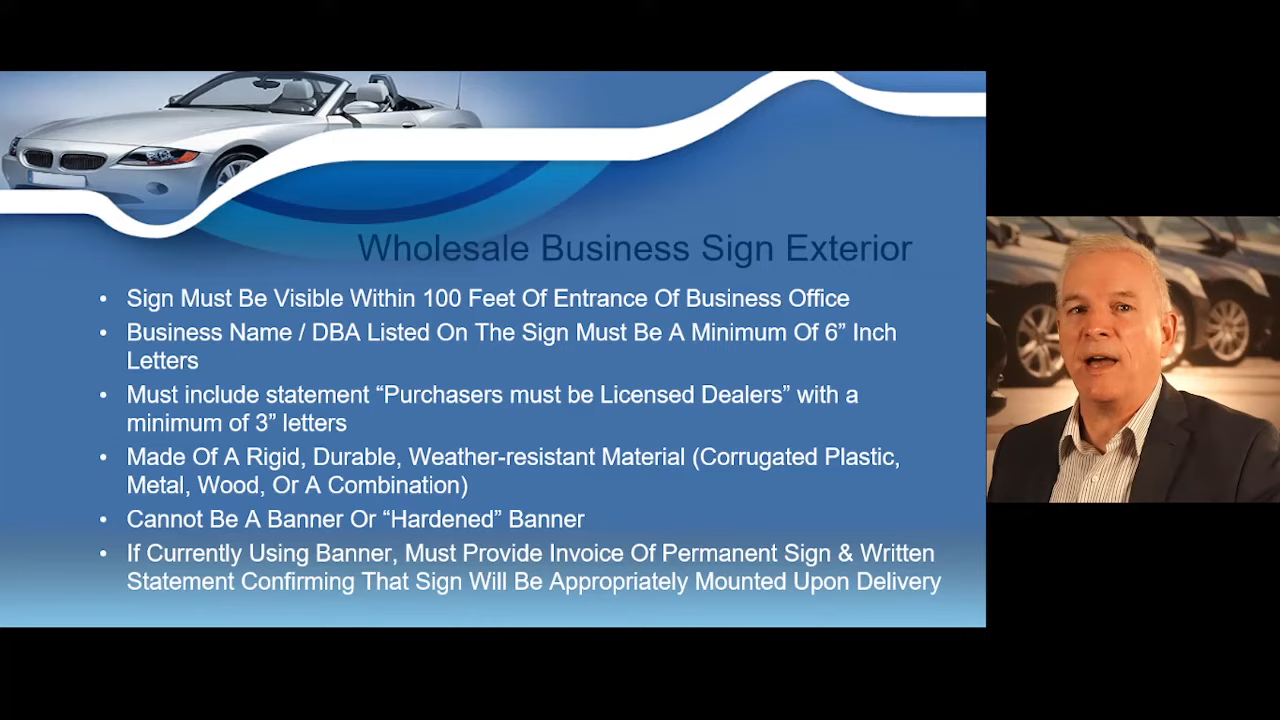 Wholesale Business Sign Exterior
• Sign Must Be Visible Within 100 Feet Of Entrance Of Business Office
• Business Name / DBA Listed On The Sign Must Be A Minimum Of 6” Inch
Letters
• Must include statement “Purchasers must be Licensed Dealers” with a
minimum of 3” letters
• Made Of A Rigid, Durable, Weather-resistant Material (Corrugated Plastic,
Metal, Wood, Or A Combination)
• Cannot Be A Banner Or “Hardened” Banner
• If Currently Using Banner, Must Provide Invoice Of Permanent Sign & Written
Statement Confirming That Sign Will Be Appropriately Mounted Upon Delivery